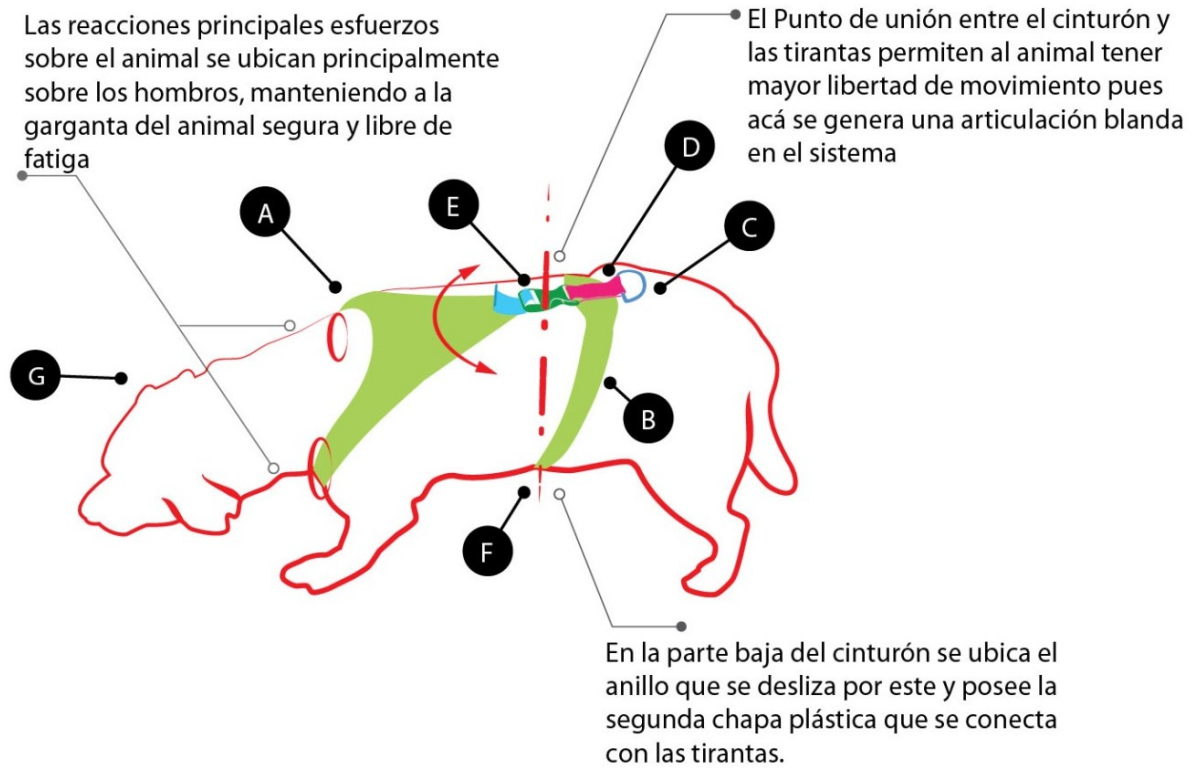 Las reacciones principales esfuerzos
sobre el animal se ubican principalmente
sobre los hombros, manteniendo a la
garganta del animal segura y libre de
fatiga
El Punto de unión entre el cinturón y
las tirantas permiten al animal tener
mayor libertad de movimiento pues
acá se genera una articulación blanda
en el sistema
D
A
E
C
G
B
F
En la parte baja del cinturón se ubica el
anillo que se desliza por este y posee la
segunda chapa plástica que se conecta
con las tirantas.